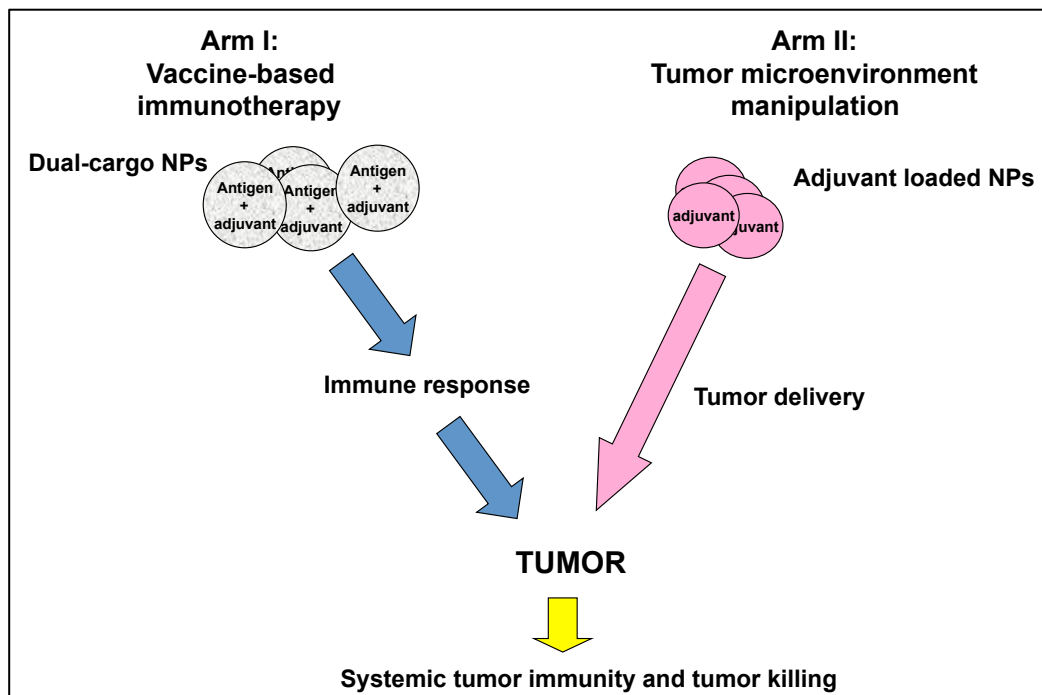 Arm I:
Vaccine-based
immunotherapy
Arm II:
Tumor microenvironment
manipulation
Dual-cargo NPs
Antigen
+
adjuvant
Antigen
+
adjuvant
Antigen
+
adjuvant
Adjuvant loaded NPs
adjuvant
Immune response
Tumor delivery
TUMOR
Systemic tumor immunity and tumor killing